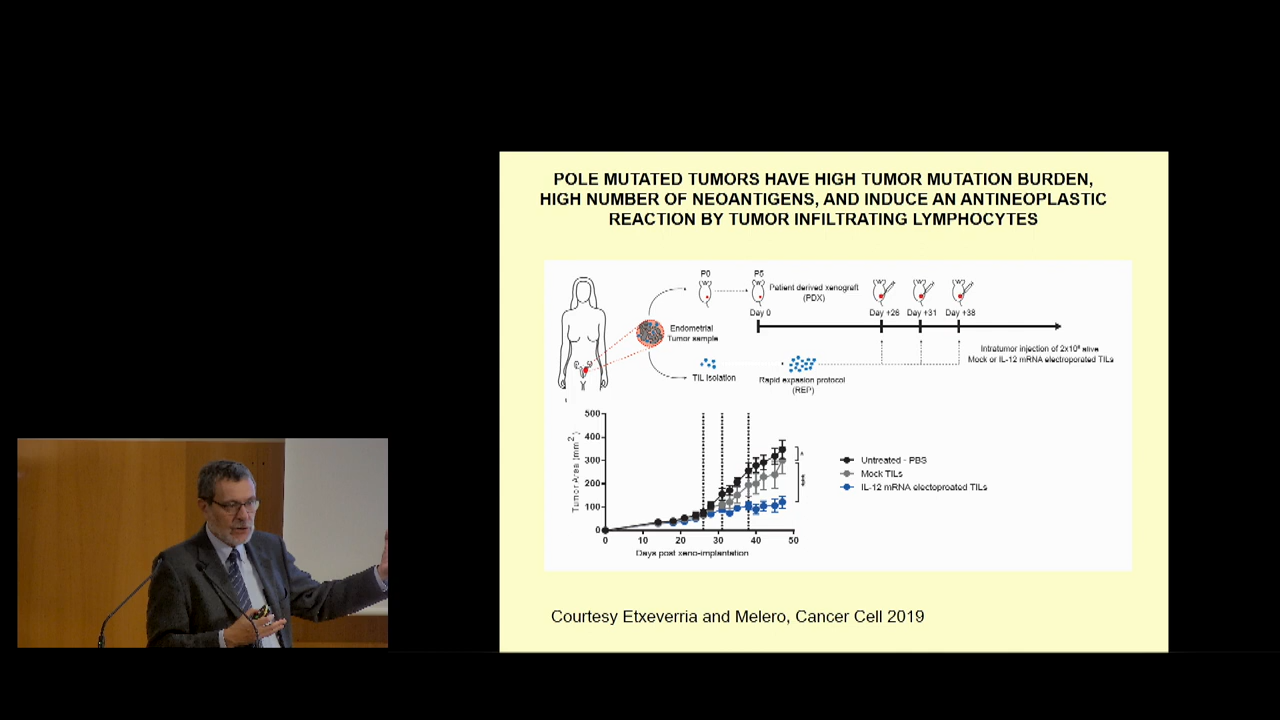 POLE MUTATED TUMORS HAVE HIGH TUMOR MUTATION BURDEN,
HIGH NUMBER OF NEOANTIGENS, AND INDUCE AN ANTINEOPLASTIC
REACTION BY TUMOR INFILTRATING LYMPHOCYTES
P0
P5
Patient derived xenograft
(PDX)
Day 0
Day +26
Day +31
Day +38
Endometrial
Tumor sample
Intratumor injection of 2x10⁶ alive
Mock or IL-12 mRNA electroporated TILs
TIL Isolation
Rapid expasion protocol
(REP)
500
400
300
200
100
0
Tumor Area (mm²)
0 10 20 30 40 50
Days post xeno-implantation
*
***
Untreated - PBS
Mock TILs
IL-12 mRNA electoproated TILs
Courtesy Etxeverria and Melero, Cancer Cell 2019